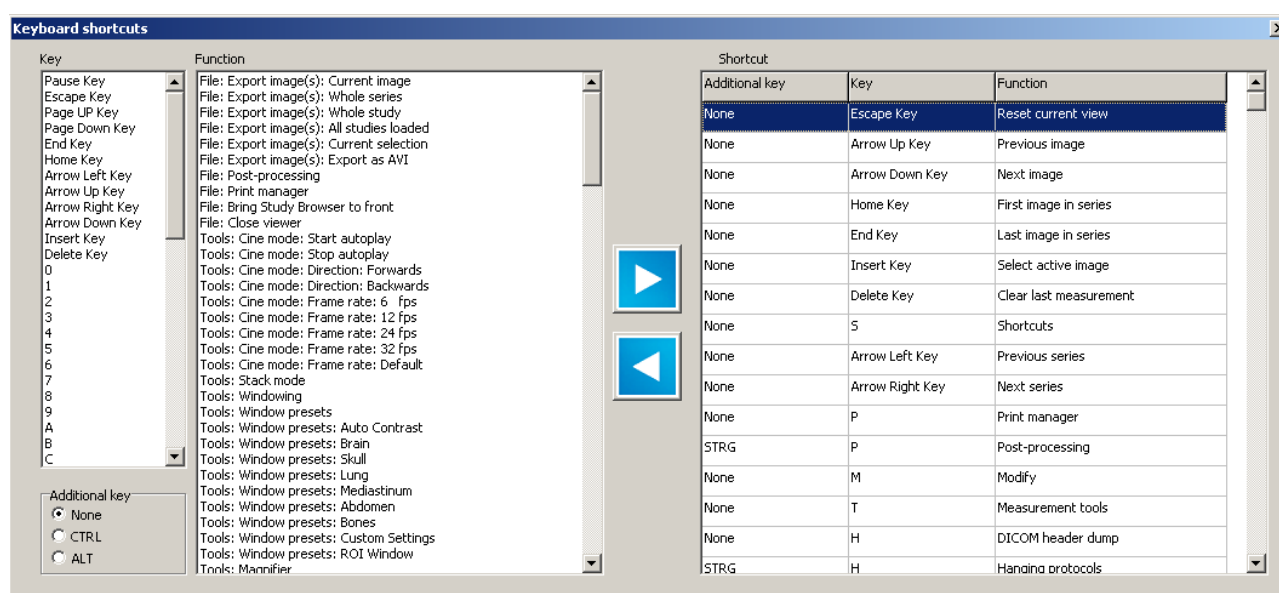 Keyboard shortcuts
Key
Pause Key
Escape Key
Page UP Key
Page Down Key
End Key
Home Key
Arrow Left Key
Arrow Up Key
Arrow Right Key
Arrow Down Key
Insert Key
Delete Key
0
1
2
3
4
5
6
7
8
9
A
B
C
Additional key
None
CTRL
ALT
Function
File: Export image(s): Current image
File: Export image(s): Whole series
File: Export image(s): Whole study
File: Export image(s): All studies loaded
File: Export image(s): Current selection
File: Export image(s): Export as AVI
File: Post-processing
File: Print manager
File: Bring Study Browser to front
File: Close viewer
Tools: Cine mode: Start autoplay
Tools: Cine mode: Stop autoplay
Tools: Cine mode: Direction: Forwards
Tools: Cine mode: Direction: Backwards
Tools: Cine mode: Frame rate: 6 fps
Tools: Cine mode: Frame rate: 12 fps
Tools: Cine mode: Frame rate: 24 fps
Tools: Cine mode: Frame rate: 32 fps
Tools: Cine mode: Frame rate: Default
Tools: Stack mode
Tools: Windowing
Tools: Window presets
Tools: Window presets: Auto Contrast
Tools: Window presets: Brain
Tools: Window presets: Skull
Tools: Window presets: Lung
Tools: Window presets: Mediastinum
Tools: Window presets: Abdomen
Tools: Window presets: Bones
Tools: Window presets: Custom Settings
Tools: Window presets: ROI Window
Tools: Magnifier
Shortcut
Additional key Key Function
None Escape Key Reset current view
None Arrow Up Key Previous image
None Arrow Down Key Next image
None Home Key First image in series
None End Key Last image in series
None Insert Key Select active image
None Delete Key Clear last measurement
None S Shortcuts
None Arrow Left Key Previous series
None Arrow Right Key Next series
None P Print manager
STRG P Post-processing
None M Modify
None T Measurement tools
None H DICOM header dump
STRG H Hanging protocols